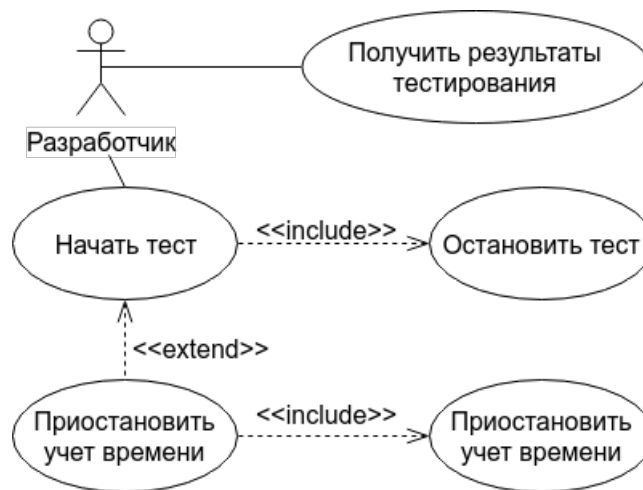 Получить результаты
тестирования
Разработчик
Начать тест
<<include>>
Остановить тест
<<extend>>
Приостановить
учет времени
<<include>>
Приостановить
учет времени